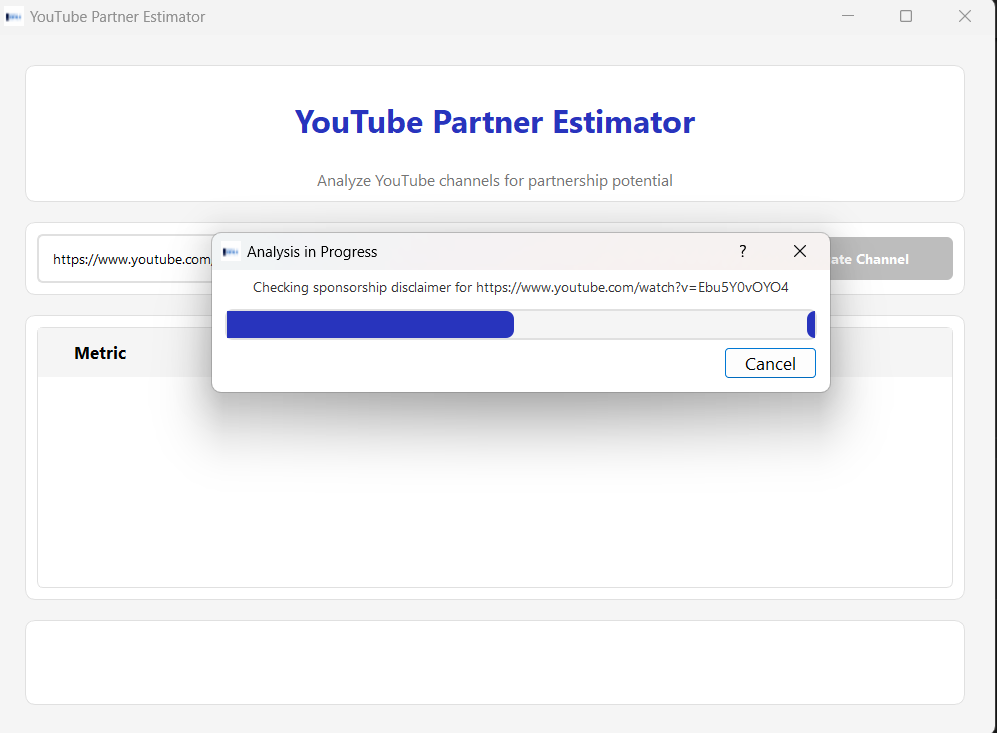 YouTube Partner Estimator
YouTube Partner Estimator
Analyze YouTube channels for partnership potential
https://www.youtube.com
ate Channel
Analysis in Progress
?
Checking sponsorship disclaimer for https://www.youtube.com/watch?v=Ebu5Y0vOYO4
Cancel
Metric